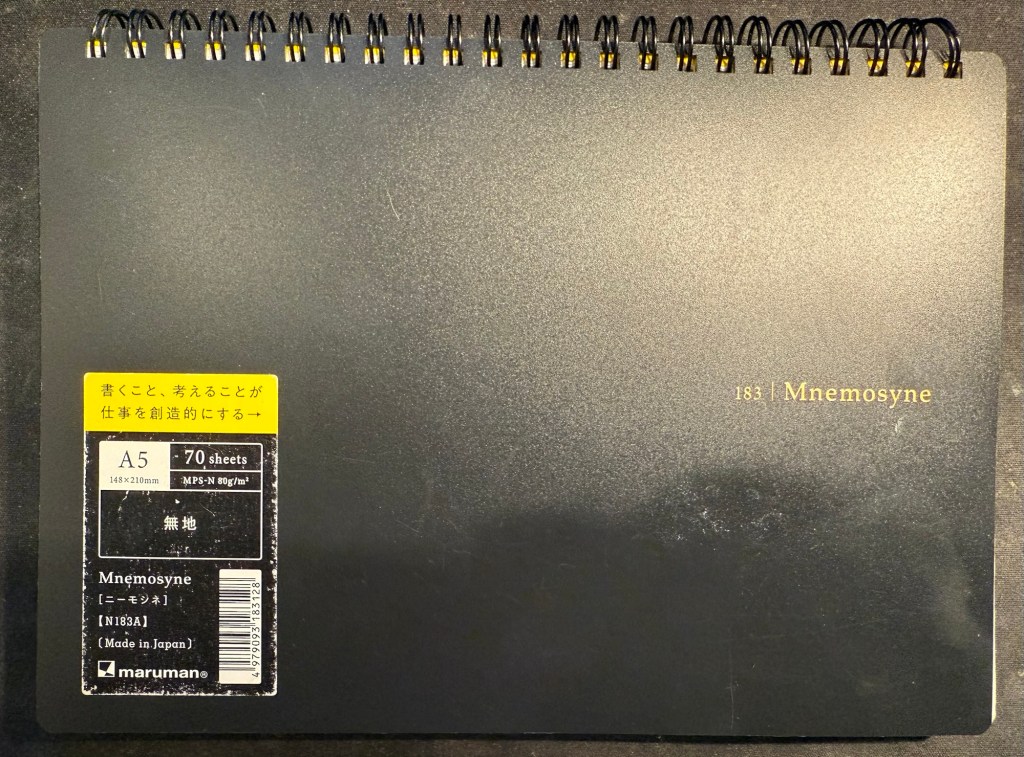 183 | Mnemosyne
書くこと、考えることが
仕事を創造的にする→
A5
148×210mm
70 sheets
MPS-N 80g/m²
無地
Mnemosyne
[ニーモシネ]
【N183A】
〔Made in Japan〕
maruman®
4979093183128